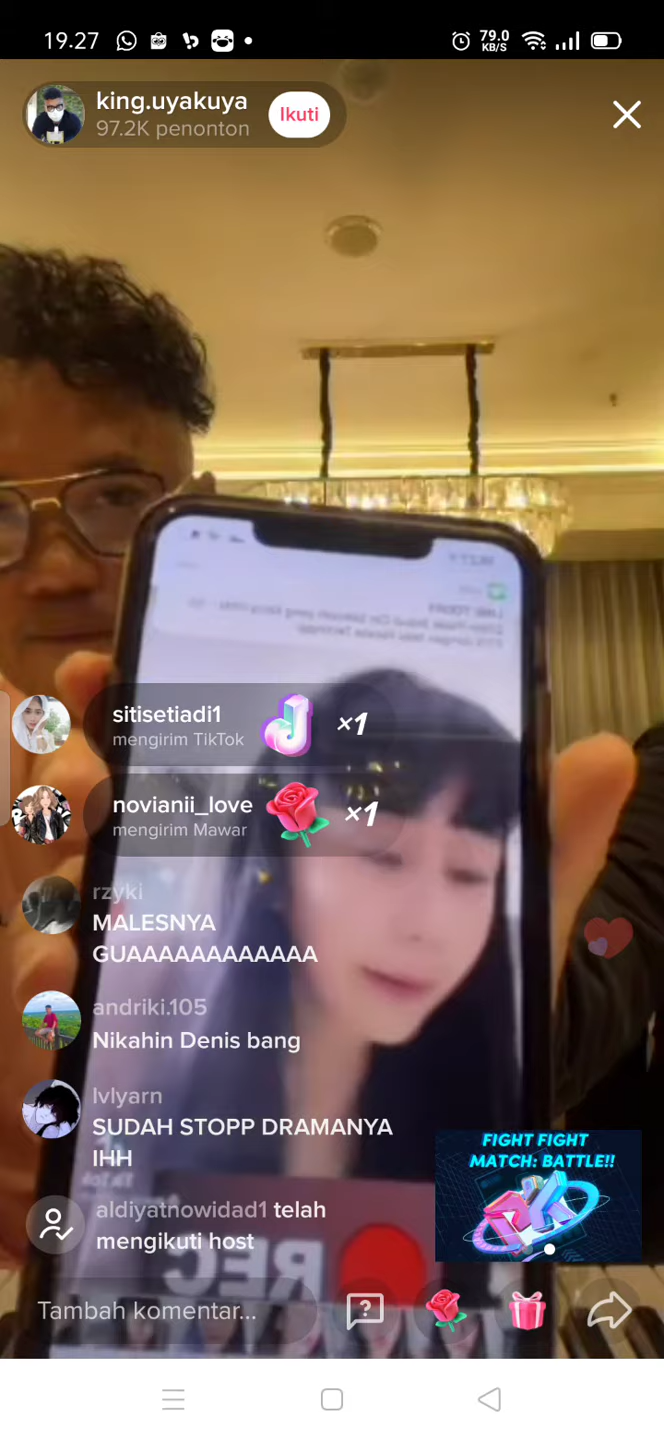 19.27
79.0
KB/S
king.uyakuya
97.2K penonton
Ikuti
sitisetiadi1
mengirim TikTok
×1
novianii_love
mengirim Mawar
×1
rzyki
MALESNYA
GUAAAAAAAAAAAA
andriki.105
Nikahin Denis bang
lvlyarn
SUDAH STOPP DRAMANYA
IHH
FIGHT FIGHT
MATCH: BATTLE!!
aldiyatnowidad1 telah
mengikuti host
REC
Tambah komentar...